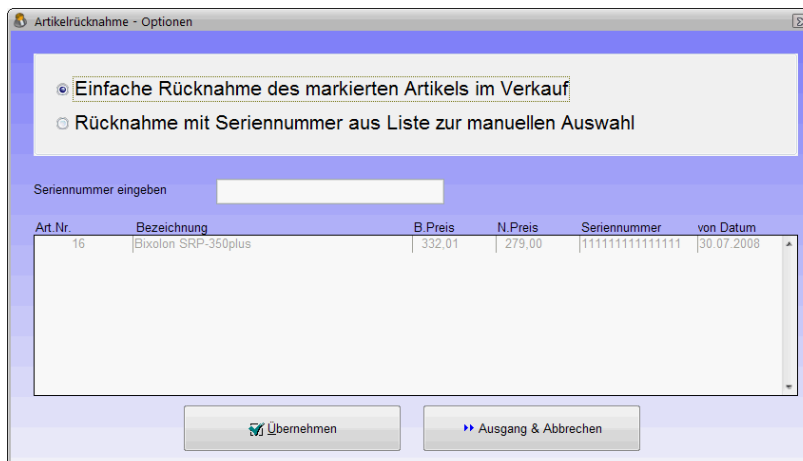 Artikelrücknahme - Optionen
Einfache Rücknahme des markierten Artikels im Verkauf
Rücknahme mit Seriennummer aus Liste zur manuellen Auswahl
Seriennummer eingeben
Art.Nr. Bezeichnung B.Preis N.Preis Seriennummer von Datum
16 Bixolon SRP-350plus 332,01 279,00 111111111111111 30.07.2008
Übernehmen
Ausgang & Abbrechen